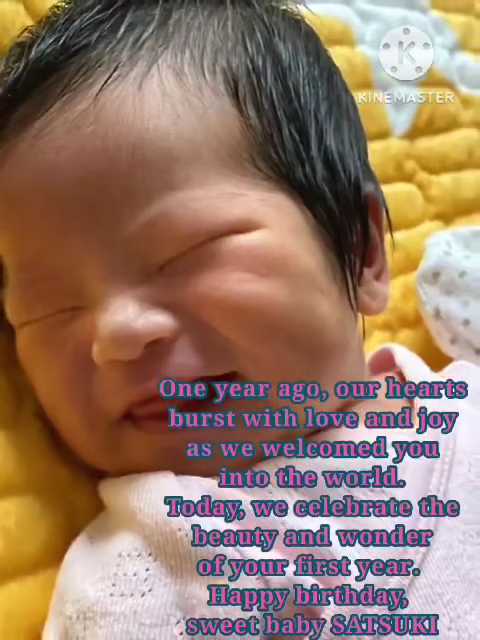 K
KINEMASTER
One year ago, our hearts
burst with love and joy
as we welcomed you
into the world.
Today, we celebrate the
beauty and wonder
of your first year.
Happy birthday,
sweet baby SATSUKI